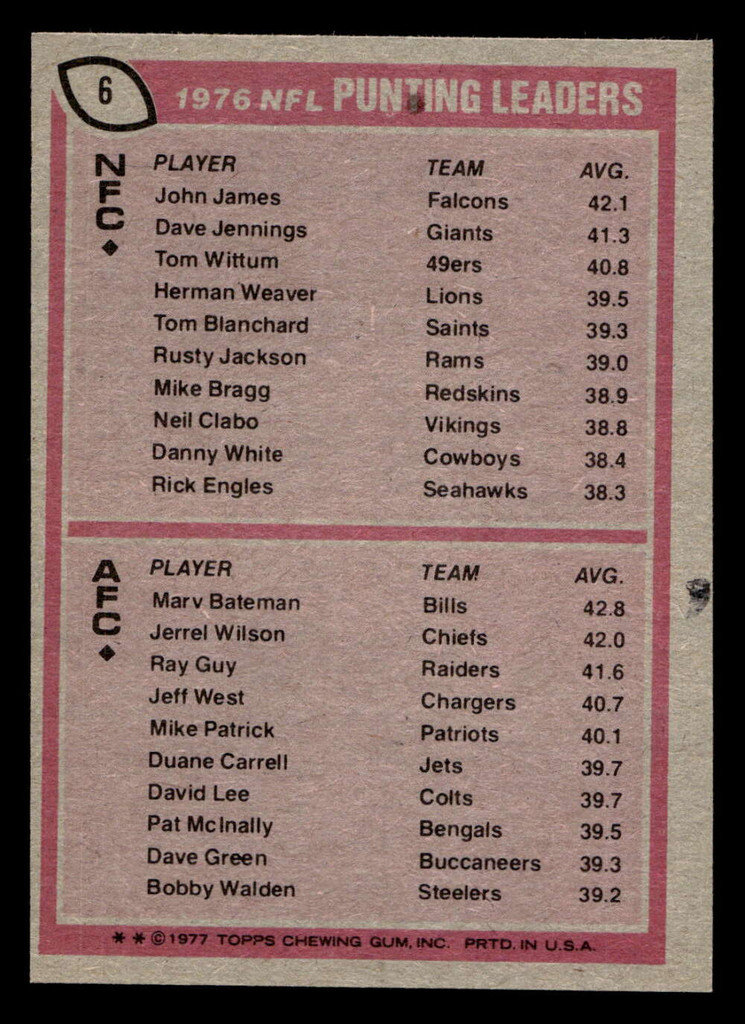 6
1976 NFL PUNTING LEADERS
NFC
PLAYER TEAM AVG.
John James Falcons 42.1
Dave Jennings Giants 41.3
Tom Wittum 49ers 40.8
Herman Weaver Lions 39.5
Tom Blanchard Saints 39.3
Rusty Jackson Rams 39.0
Mike Bragg Redskins 38.9
Neil Clabo Vikings 38.8
Danny White Cowboys 38.4
Rick Engles Seahawks 38.3
AFC
PLAYER TEAM AVG.
Marv Bateman Bills 42.8
Jerrel Wilson Chiefs 42.0
Ray Guy Raiders 41.6
Jeff West Chargers 40.7
Mike Patrick Patriots 40.1
Duane Carrell Jets 39.7
David Lee Colts 39.7
Pat McInally Bengals 39.5
Dave Green Buccaneers 39.3
Bobby Walden Steelers 39.2
* * © 1977 TOPPS CHEWING GUM, INC. PRTD. IN U.S.A.